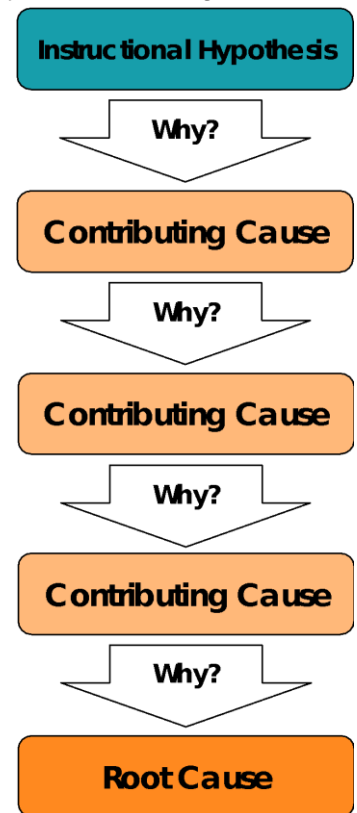 Instructional Hypothesis
Why?
Contributing Cause
Why?
Contributing Cause
Why?
Contributing Cause
Why?
Root Cause